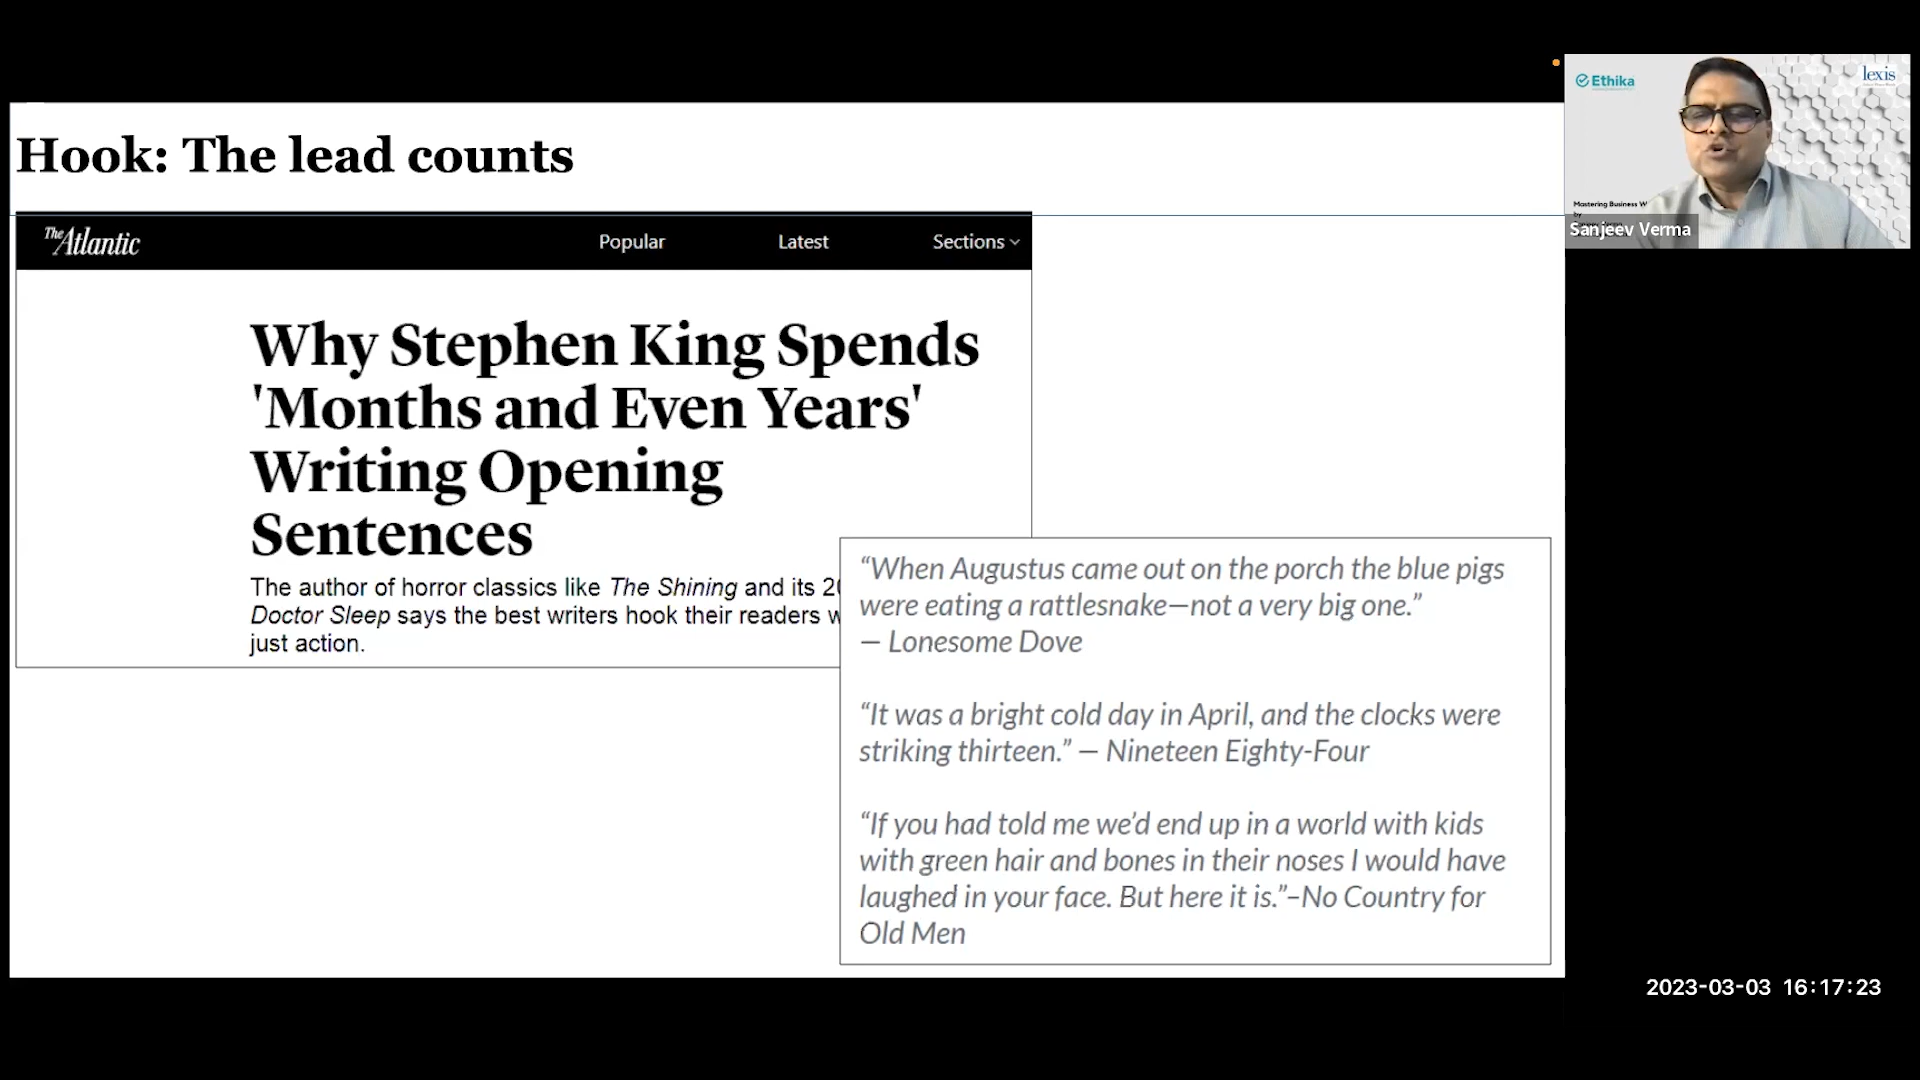 Hook: The lead counts
The Atlantic
Popular
Latest
Sections
Why Stephen King Spends
'Months and Even Years'
Writing Opening
Sentences
The author of horror classics like The Shining and its 20
Doctor Sleep says the best writers hook their readers w
just action.
“When Augustus came out on the porch the blue pigs
were eating a rattlesnake—not a very big one.”
— Lonesome Dove
“It was a bright cold day in April, and the clocks were
striking thirteen.” — Nineteen Eighty-Four
“If you had told me we’d end up in a world with kids
with green hair and bones in their noses I would have
laughed in your face. But here it is.”–No Country for
Old Men
Ethika
lexis
Mastering Business W
by
Sanjeev Verma
2023-03-03 16:17:23